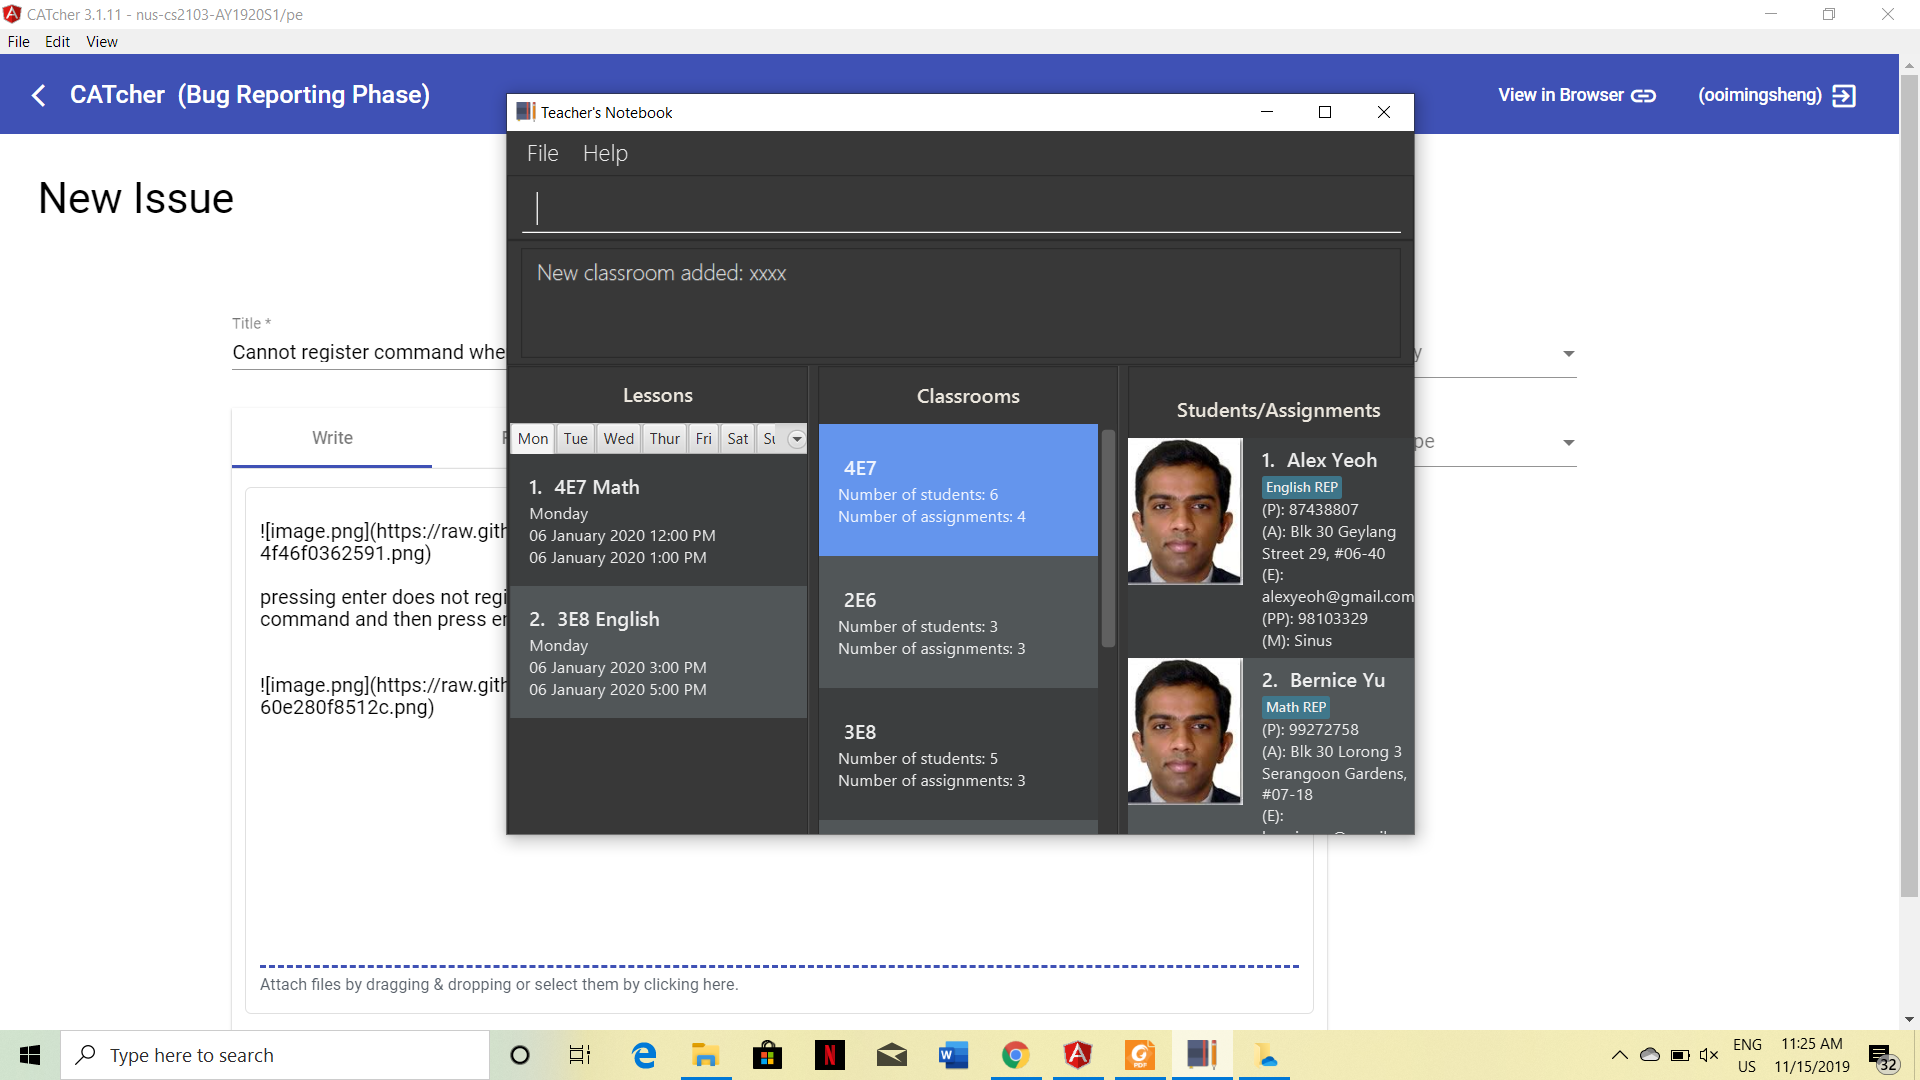 CATcher 3.1.11 - nus-cs2103-AY1920S1/pe
File Edit View
CATcher (Bug Reporting Phase)
View in Browser
(ooimingsheng)
New Issue
Title *
Cannot register command whe
y
Write
pe
![image.png](https://raw.gith
4f46f0362591.png)
pressing enter does not regi
command and then press er
![image.png](https://raw.gith
60e280f8512c.png)
Attach files by dragging & dropping or select them by clicking here.
Teacher's Notebook
File Help
New classroom added: xxxx
Lessons
Mon Tue Wed Thur Fri Sat
1. 4E7 Math
Monday
06 January 2020 12:00 PM
06 January 2020 1:00 PM
2. 3E8 English
Monday
06 January 2020 3:00 PM
06 January 2020 5:00 PM
Classrooms
4E7
Number of students: 6
Number of assignments: 4
2E6
Number of students: 3
Number of assignments: 3
3E8
Number of students: 5
Number of assignments: 3
Students/Assignments
1. Alex Yeoh
English REP
(P): 87438807
(A): Blk 30 Geylang
Street 29, #06-40
(E):
alexyeoh@gmail.com
(PP): 98103329
(M): Sinus
2. Bernice Yu
Math REP
(P): 99272758
(A): Blk 30 Lorong 3
Serangoon Gardens,
#07-18
(E):
Type here to search
ENG
US
11:25 AM
11/15/2019
32